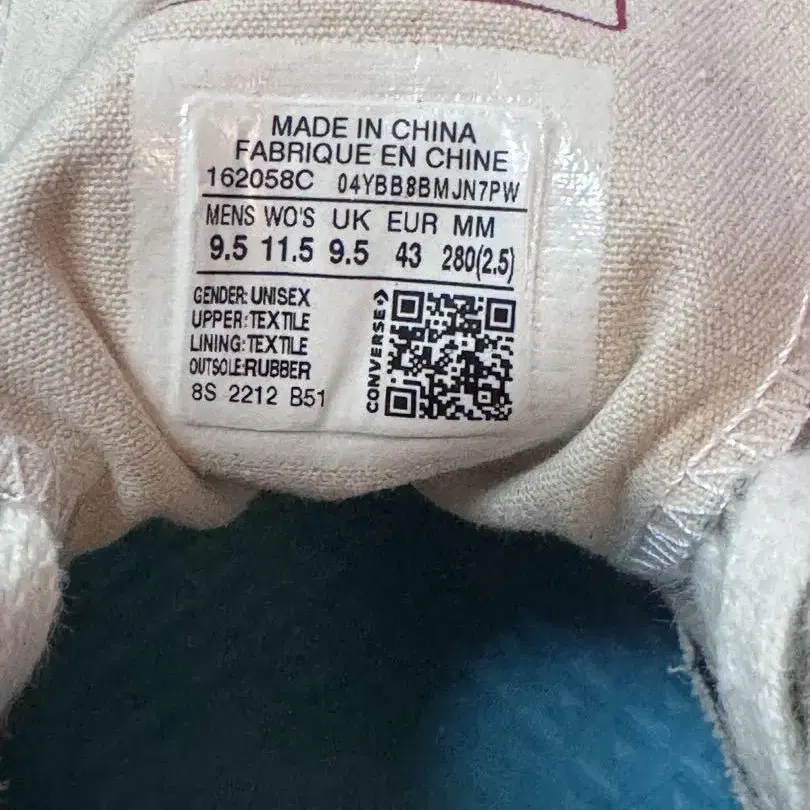 MADE IN CHINA
FABRIQUE EN CHINE
162058C 04YBB8BMJN7PW
MENS WO'S UK EUR MM
9.5 11.5 9.5 43 280(2.5)
GENDER: UNISEX
UPPER: TEXTILE
LINING: TEXTILE
OUTSOLE:RUBBER
8S 2212 B51
CONVERSE